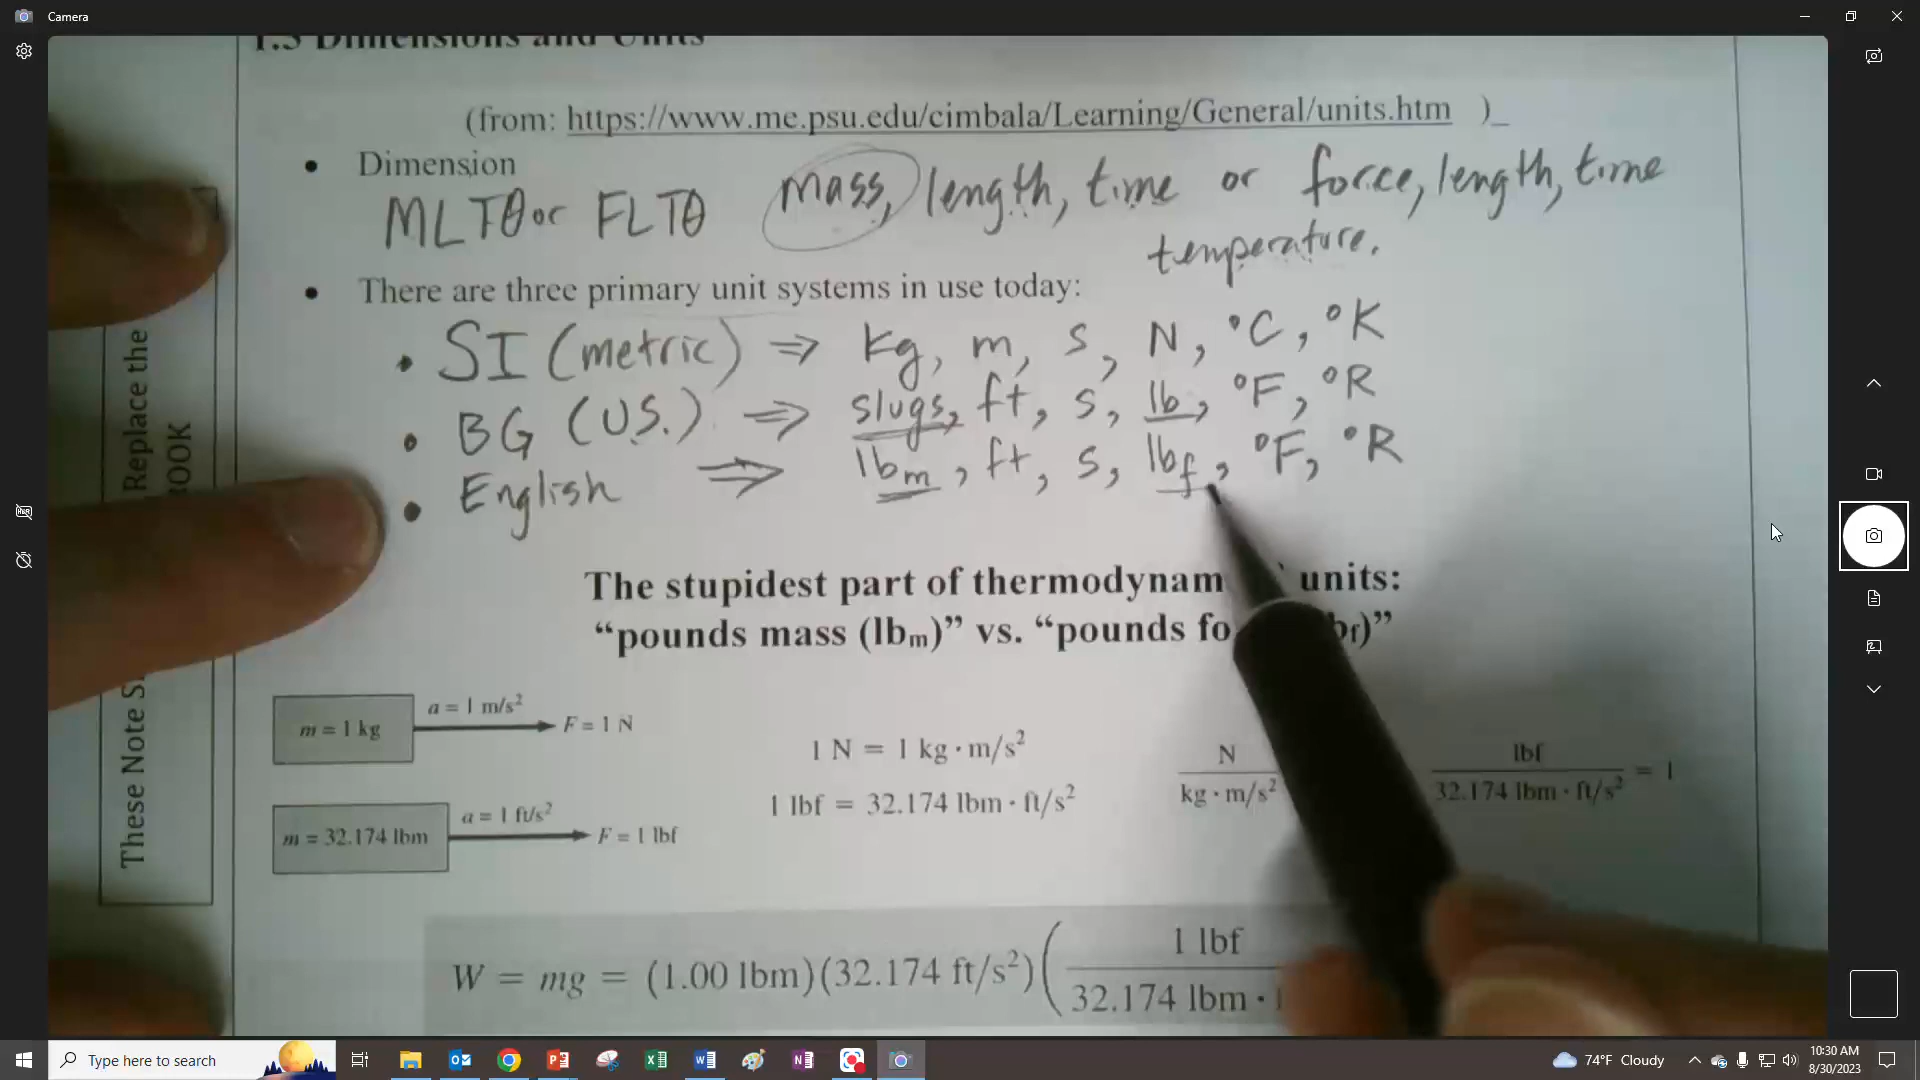 Camera
1.3 Dimensions and Units
(from: https://www.me.psu.edu/cimbala/Learning/General/units.htm )
• Dimension
mass, length, time or force, length, time
MLTθ or FLTθ
temperature.
• There are three primary unit systems in use today:
• SI (metric) ⇒ kg, m, s, N, °C, °K
• BG (U.S.) ⇒ slugs, ft, s, lb, °F, °R
• English ⇒ lbm, ft, s, lbf, °F, °R
The stupidest part of units:
“pounds mass (lbm)” vs. “pounds
a = 1 m/s²
m = 1 kg
F = 1 N
1 N = 1 kg · m/s²
N
kg · m/s²
lbf
32.174 lbm · ft/s²
= 1
a = 1 ft/s²
m = 32.174 lbm
F = 1 lbf
1 lbf = 32.174 lbm · ft/s²
W = mg = (1.00 lbm)(32.174 ft/s²)(
1 lbf
32.174 lbm ·
These Note
Replace the
BOOK
Type here to search
74°F Cloudy
10:30 AM
8/30/2023